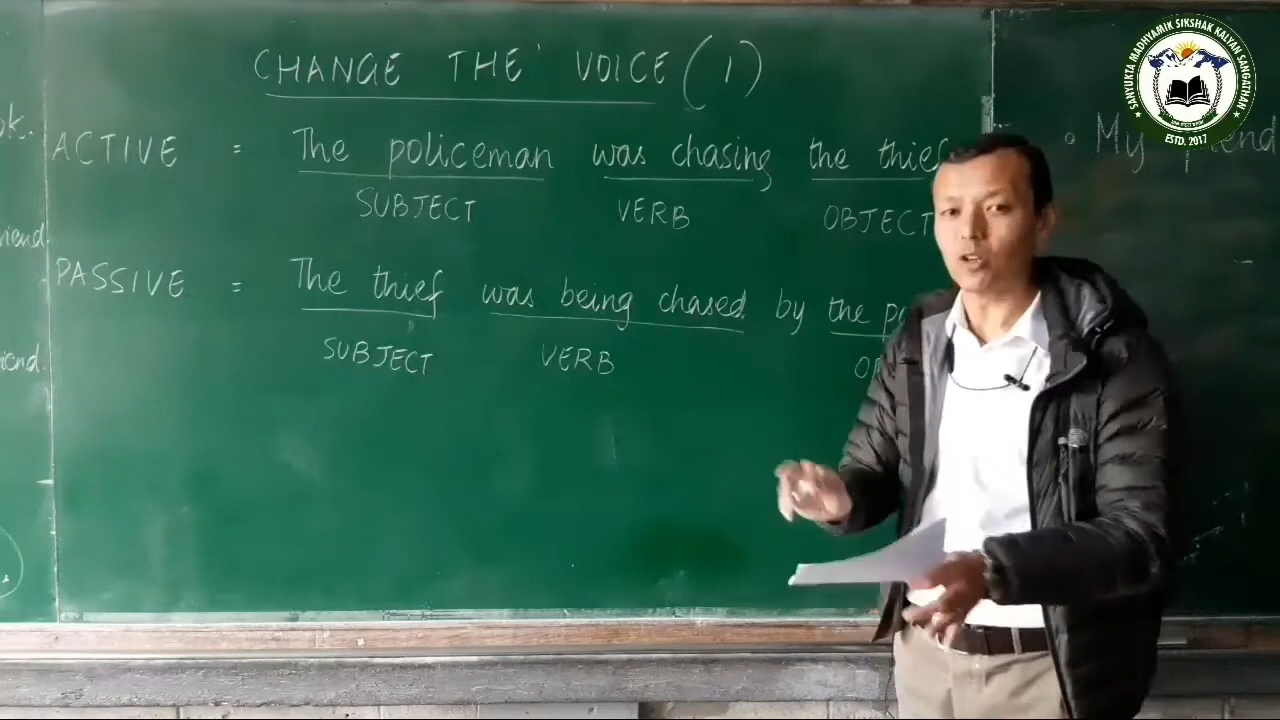 CHANGE THE VOICE (1)
ACTIVE = The policeman was chasing the thief
SUBJECT VERB OBJECT
PASSIVE = The thief was being chased by the
SUBJECT VERB
My friend
SANYUKTA MADHYAMIK SIKSHAK KALYAN SANGATHAN
ESTD. 2017